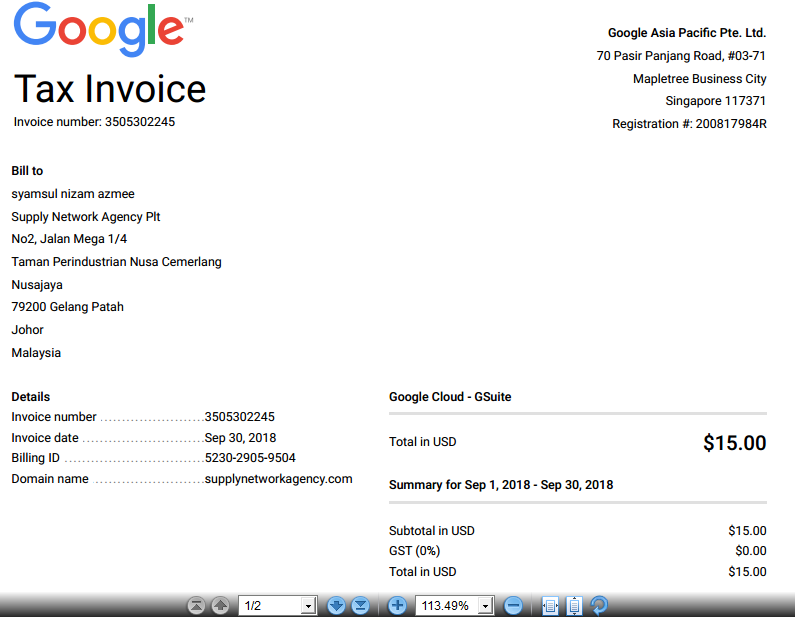 Google™
Google Asia Pacific Pte. Ltd.
70 Pasir Panjang Road, #03-71
Mapletree Business City
Singapore 117371
Registration #: 200817984R
Tax Invoice
Invoice number: 3505302245
Bill to
syamsul nizam azmee
Supply Network Agency Plt
No2, Jalan Mega 1/4
Taman Perindustrian Nusa Cemerlang
Nusajaya
79200 Gelang Patah
Johor
Malaysia
Details
Invoice number ........................ 3505302245
Invoice date ............................ Sep 30, 2018
Billing ID ................................ 5230-2905-9504
Domain name ......................... supplynetworkagency.com
Google Cloud - GSuite
Total in USD $15.00
Summary for Sep 1, 2018 - Sep 30, 2018
Subtotal in USD $15.00
GST (0%) $0.00
Total in USD $15.00
1/2 113.49%